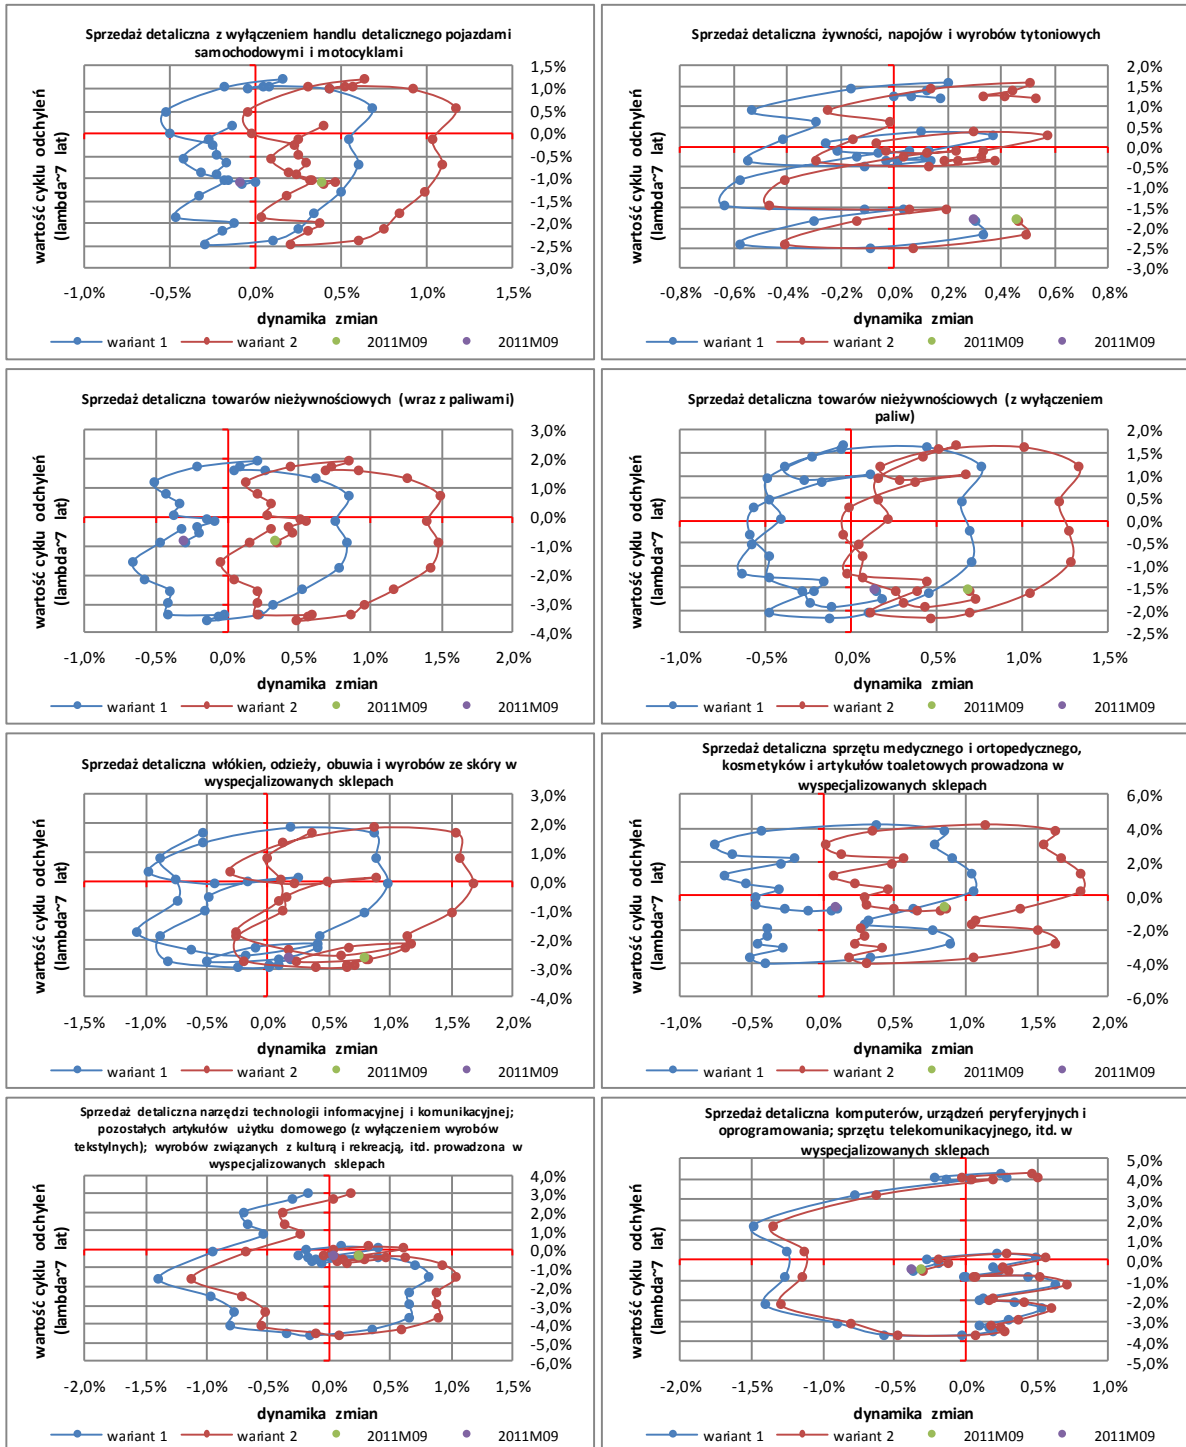 Sprzedaż detaliczna z wyłączeniem handlu detalicznego pojazdami
samochodowymi i motocyklami
wartość cyklu odchyleń
(lambda~7 lat)
1,5%
1,0%
0,5%
0,0%
-0,5%
-1,0%
-1,5%
-2,0%
-2,5%
-3,0%
-1,0% -0,5% 0,0% 0,5% 1,0% 1,5%
dynamika zmian
wariant 1 wariant 2 2011M09 2011M09
Sprzedaż detaliczna żywności, napojów i wyrobów tytoniowych
wartość cyklu odchyleń
(lambda~7 lat)
2,0%
1,5%
1,0%
0,5%
0,0%
-0,5%
-1,0%
-1,5%
-2,0%
-2,5%
-3,0%
-0,8% -0,6% -0,4% -0,2% 0,0% 0,2% 0,4% 0,6% 0,8%
dynamika zmian
wariant 1 wariant 2 2011M09 2011M09
Sprzedaż detaliczna towarów nieżywnościowych (wraz z paliwami)
wartość cyklu odchyleń
(lambda~7 lat)
3,0%
2,0%
1,0%
0,0%
-1,0%
-2,0%
-3,0%
-4,0%
-1,0% -0,5% 0,0% 0,5% 1,0% 1,5% 2,0%
dynamika zmian
wariant 1 wariant 2 2011M09 2011M09
Sprzedaż detaliczna towarów nieżywnościowych (z wyłączeniem
paliw)
wartość cyklu odchyleń
(lambda~7 lat)
2,0%
1,5%
1,0%
0,5%
0,0%
-0,5%
-1,0%
-1,5%
-2,0%
-2,5%
-1,0% -0,5% 0,0% 0,5% 1,0% 1,5%
dynamika zmian
wariant 1 wariant 2 2011M09 2011M09
Sprzedaż detaliczna włókien, odzieży, obuwia i wyrobów ze skóry w
wyspecjalizowanych sklepach
wartość cyklu odchyleń
(lambda~7 lat)
3,0%
2,0%
1,0%
0,0%
-1,0%
-2,0%
-3,0%
-4,0%
-1,5% -1,0% -0,5% 0,0% 0,5% 1,0% 1,5% 2,0%
dynamika zmian
wariant 1 wariant 2 2011M09 2011M09
Sprzedaż detaliczna sprzętu medycznego i ortopedycznego,
kosmetyków i artykułów toaletowych prowadzona w
wyspecjalizowanych sklepach
wartość cyklu odchyleń
(lambda~7 lat)
6,0%
4,0%
2,0%
0,0%
-2,0%
-4,0%
-6,0%
-1,0% -0,5% 0,0% 0,5% 1,0% 1,5% 2,0%
dynamika zmian
wariant 1 wariant 2 2011M09 2011M09
Sprzedaż detaliczna narzędzi technologii informacyjnej i komunikacyjnej;
pozostałych artykułów użytku domowego (z wyłączeniem wyrobów
tekstylnych); wyrobów związanych z kulturą i rekreacją, itd. prowadzona w
wyspecjalizowanych sklepach
wartość cyklu odchyleń
(lambda~7 lat)
4,0%
3,0%
2,0%
1,0%
0,0%
-1,0%
-2,0%
-3,0%
-4,0%
-5,0%
-6,0%
-2,0% -1,5% -1,0% -0,5% 0,0% 0,5% 1,0% 1,5%
dynamika zmian
wariant 1 wariant 2 2011M09 2011M09
Sprzedaż detaliczna komputerów, urządzeń peryferyjnych i
oprogramowania; sprzętu telekomunikacyjnego, itd. w
wyspecjalizowanych sklepach
wartość cyklu odchyleń
(lambda~7 lat)
5,0%
4,0%
3,0%
2,0%
1,0%
0,0%
-1,0%
-2,0%
-3,0%
-4,0%
-5,0%
-2,0% -1,5% -1,0% -0,5% 0,0% 0,5% 1,0%
dynamika zmian
wariant 1 wariant 2 2011M09 2011M09